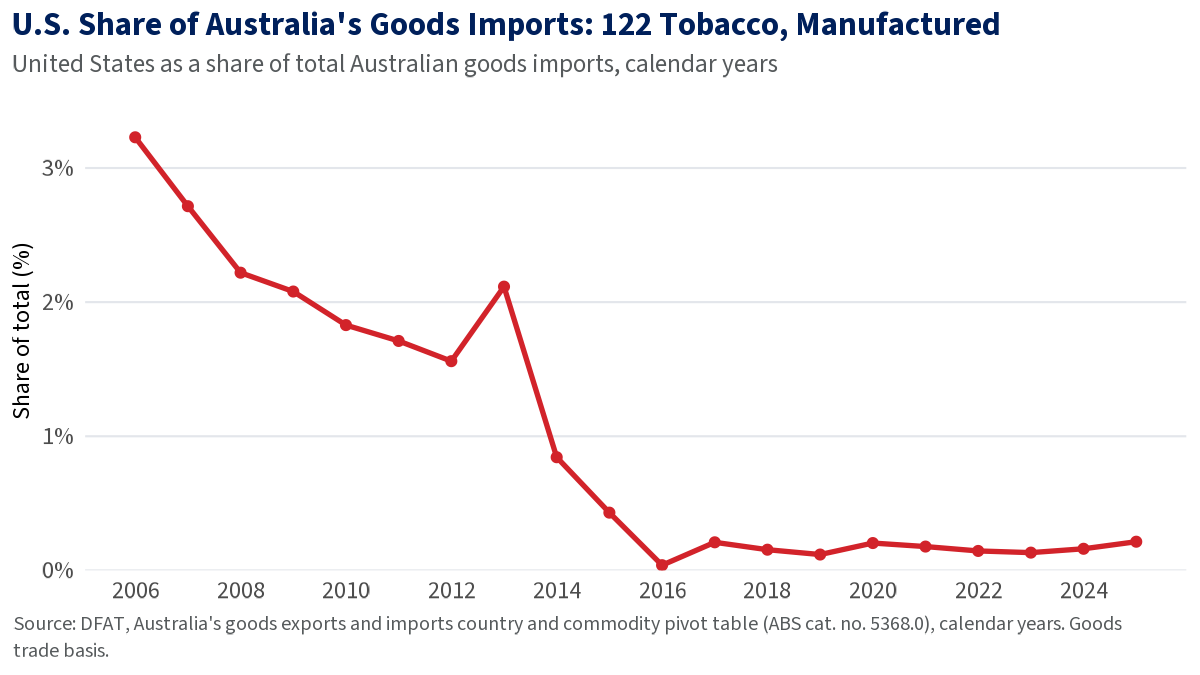 U.S. Share of Australia's Goods Imports: 122 Tobacco, Manufactured
United States as a share of total Australian goods imports, calendar years
Share of total (%)
3%
2%
1%
0%
2006 2008 2010 2012 2014 2016 2018 2020 2022 2024
Source: DFAT, Australia's goods exports and imports country and commodity pivot table (ABS cat. no. 5368.0), calendar years. Goods
trade basis.